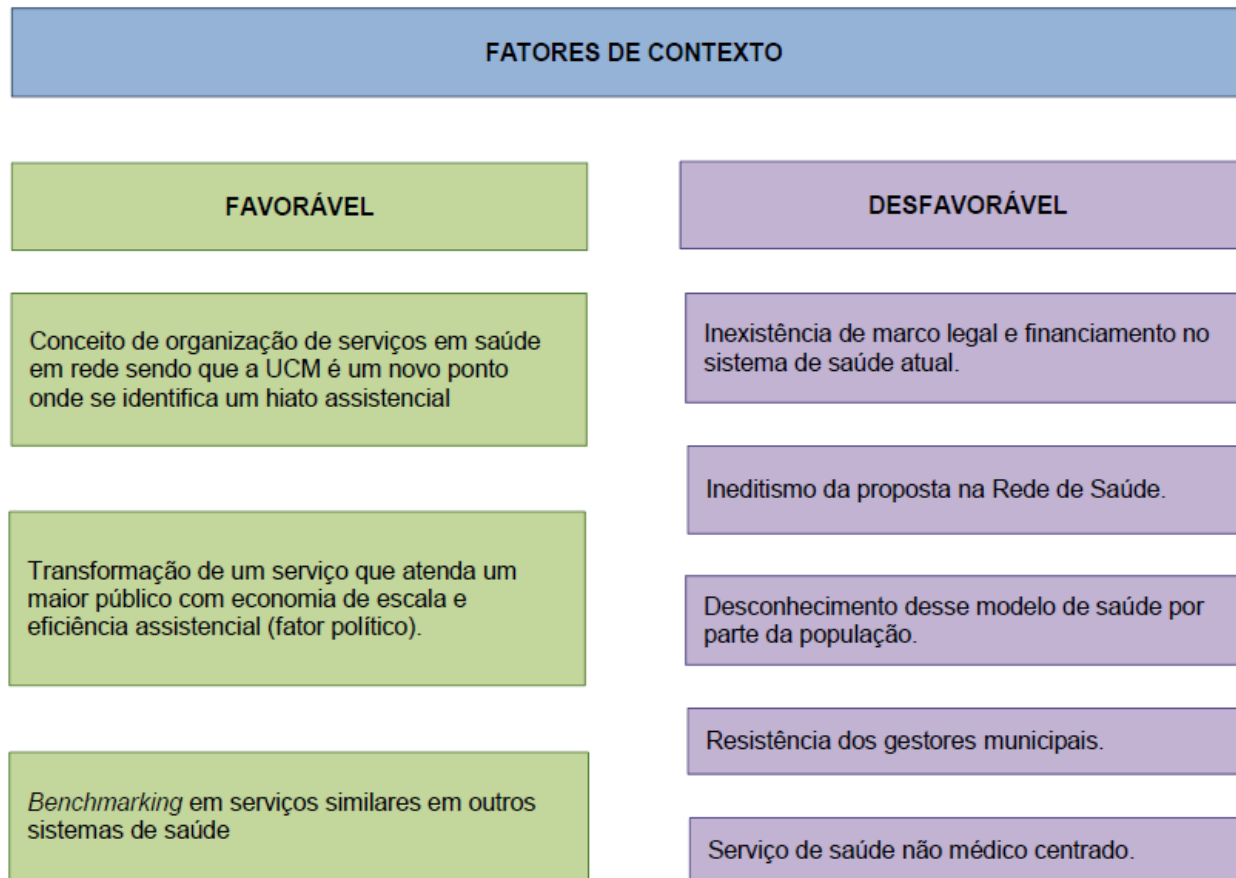 FATORES DE CONTEXTO
FAVORÁVEL
Conceito de organização de serviços em saúde
em rede sendo que a UCM é um novo ponto
onde se identifica um hiato assistencial
Transformação de um serviço que atenda um
maior público com economia de escala e
eficiência assistencial (fator político).
Benchmarking em serviços similares em outros
sistemas de saúde
DESFAVORÁVEL
Inexistência de marco legal e financiamento no
sistema de saúde atual.
Ineditismo da proposta na Rede de Saúde.
Desconhecimento desse modelo de saúde por
parte da população.
Resistência dos gestores municipais.
Serviço de saúde não médico centrado.